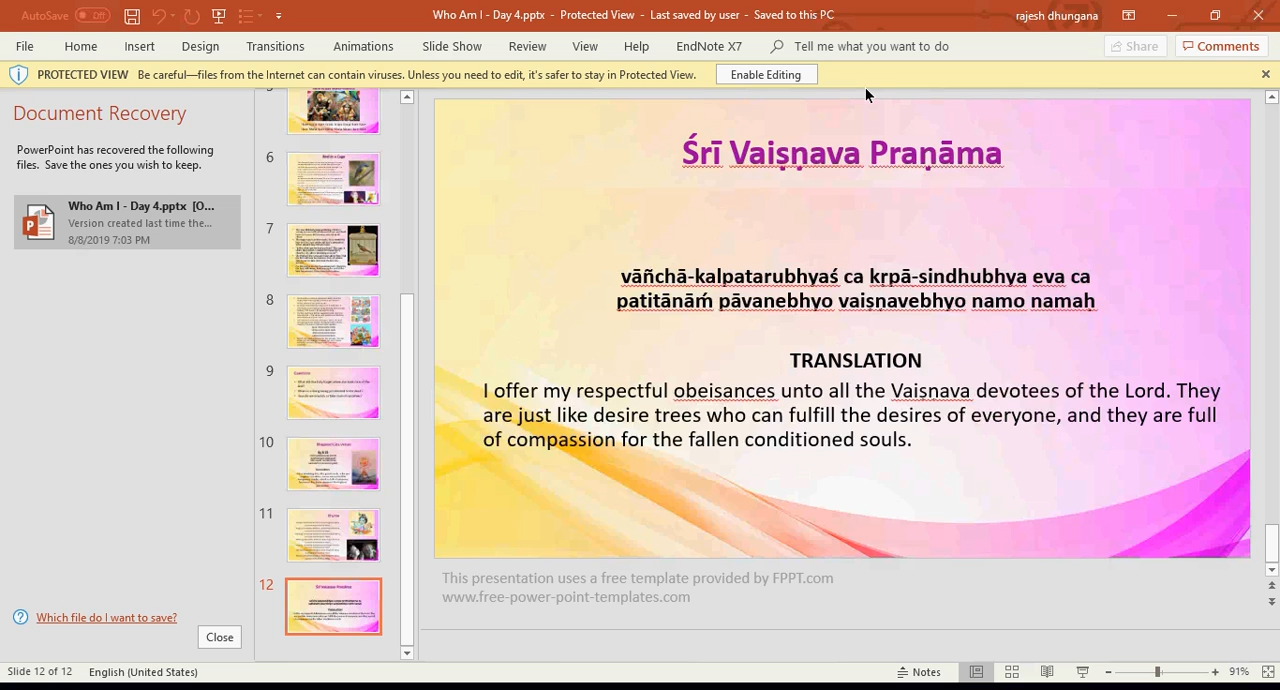 AutoSave Off
Who Am I - Day 4.pptx - Protected View - Last saved by user - Saved to this PC
rajesh dhungana
File Home Insert Design Transitions Animations Slide Show Review View Help EndNote X7 Tell me what you want to do Share Comments
PROTECTED VIEW Be careful—files from the Internet can contain viruses. Unless you need to edit, it's safer to stay in Protected View. Enable Editing
Document Recovery
PowerPoint has recovered the following
files. Save the ones you wish to keep.
Who Am I - Day 4.pptx [O...
Version created last time the...
8/8/2019 7:03 PM
Which file do I want to save?
Close
6
7
8
9
10
11
12
Śrī Vaiṣṇava Praṇāma
vāñchā-kalpatarubhyaś ca kṛpā-sindhubhya eva ca
patitānāṁ pāvanebhyo vaiṣṇavebhyo namo namaḥ
TRANSLATION
I offer my respectful obeisances unto all the Vaiṣṇava devotees of the Lord. They
are just like desire trees who can fulfill the desires of everyone, and they are full
of compassion for the fallen conditioned souls.
This presentation uses a free template provided by FPPT.com
www.free-power-point-templates.com
Slide 12 of 12 English (United States) Notes 91%